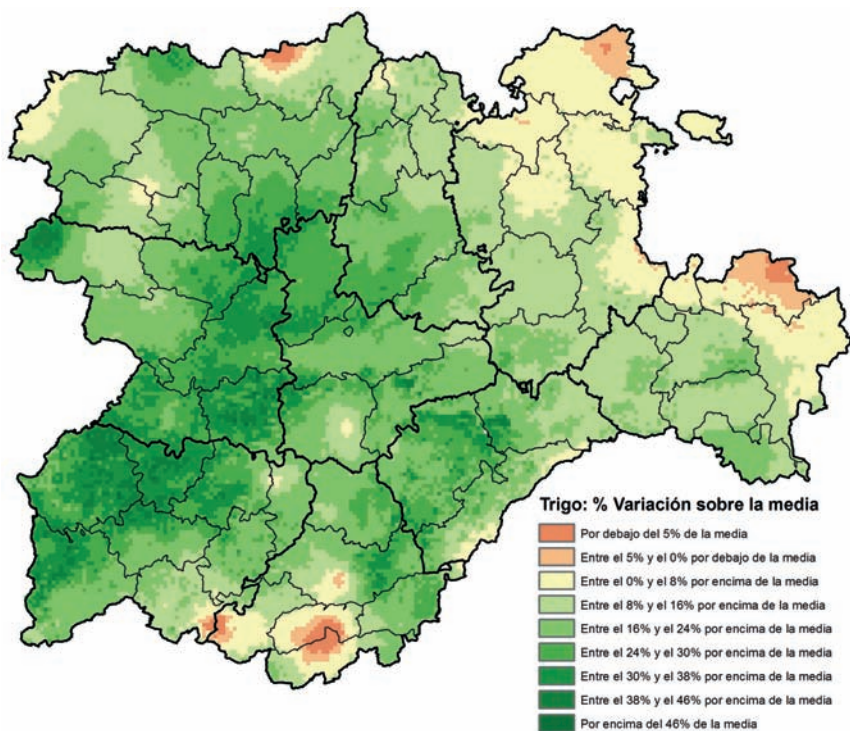 Trigo: % Variación sobre la media
Por debajo del 5% de la media
Entre el 5% y el 0% por debajo de la media
Entre el 0% y el 8% por encima de la media
Entre el 8% y el 16% por encima de la media
Entre el 16% y el 24% por encima de la media
Entre el 24% y el 30% por encima de la media
Entre el 30% y el 38% por encima de la media
Entre el 38% y el 46% por encima de la media
Por encima del 46% de la media